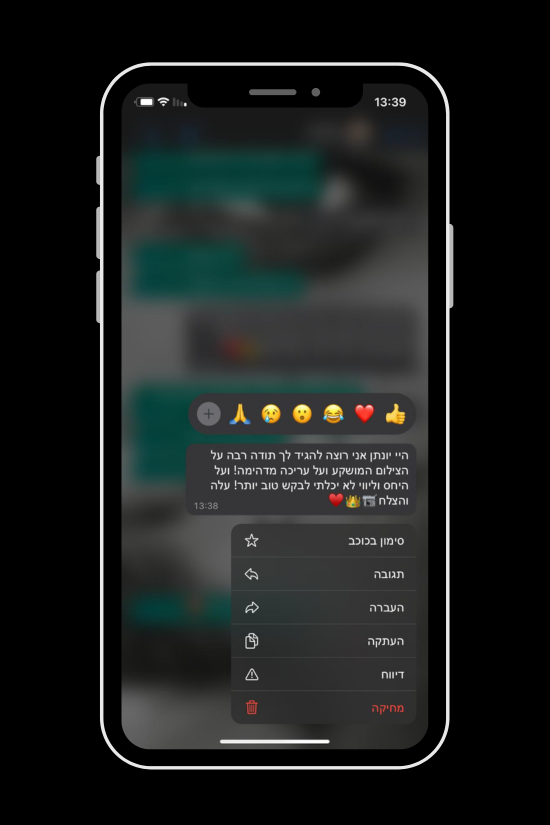 13:39
היי יונתן אני רוצה להגיד לך תודה רבה על
הצילום המושקע ועל עריכה מדהימה! ועל
היחס וליווי לא יכלתי לבקש טוב יותר! עלה
והצלח 📸👑❤️
13:38
סימון בכוכב
תגובה
העברה
העתקה
דיווח
מחיקה